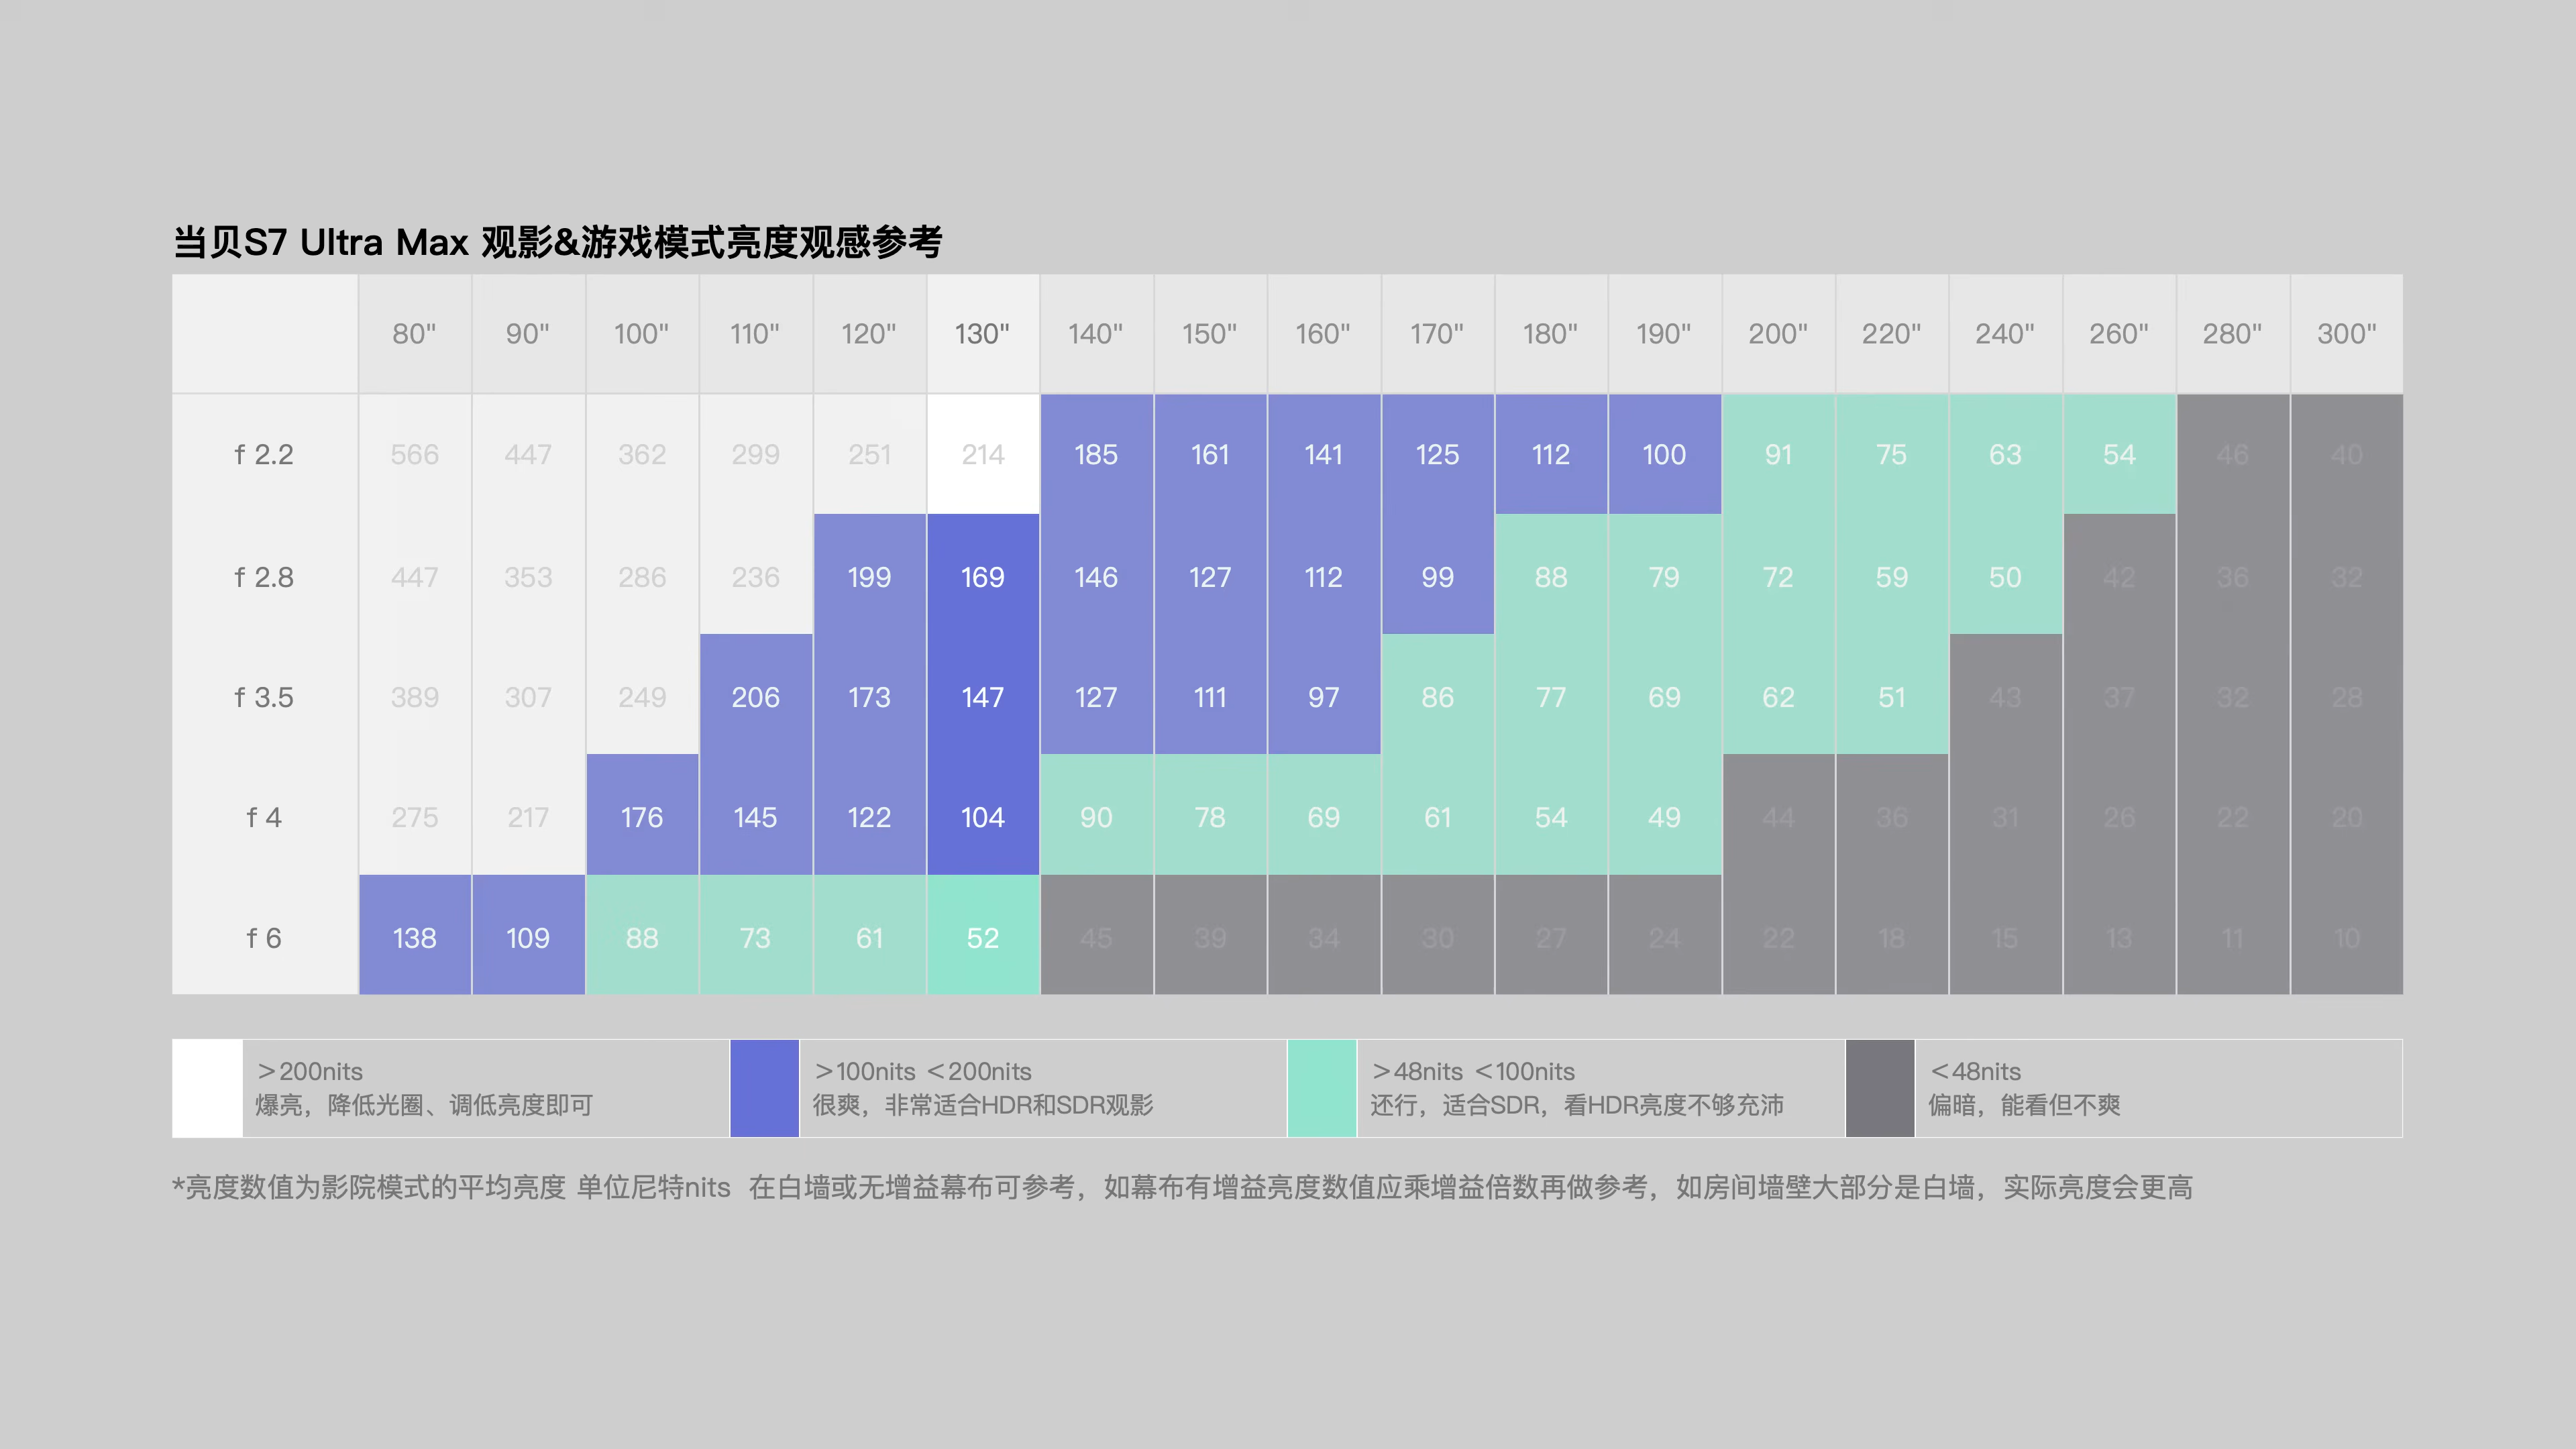 当贝S7 Ultra Max 观影&游戏模式亮度观感参考
80" 90" 100" 110" 120" 130" 140" 150" 160" 170" 180" 190" 200" 220" 240" 260" 280" 300"
f 2.2 566 447 362 299 251 214 185 161 141 125 112 100 91 75 63 54 46 40
f 2.8 447 353 286 236 199 169 146 127 112 99 88 79 72 59 50 42 36 32
f 3.5 389 307 249 206 173 147 127 111 97 86 77 69 62 51 43 37 32 28
f 4 275 217 176 145 122 104 90 78 69 61 54 49 44 36 31 26 22 20
f 6 138 109 88 73 61 52 45 39 34 30 27 24 22 18 15 13 11 10
＞200nits
爆亮，降低光圈、调低亮度即可
＞100nits ＜200nits
很爽，非常适合HDR和SDR观影
＞48nits ＜100nits
还行，适合SDR，看HDR亮度不够充沛
＜48nits
偏暗，能看但不爽
*亮度数值为影院模式的平均亮度 单位尼特nits 在白墙或无增益幕布可参考，如幕布有增益亮度数值应乘增益倍数再做参考，如房间墙壁大部分是白墙，实际亮度会更高